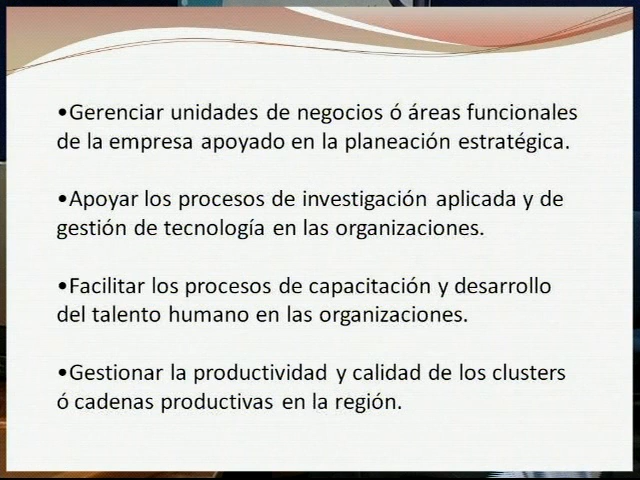 •Gerenciar unidades de negocios ó áreas funcionales
de la empresa apoyado en la planeación estratégica.
•Apoyar los procesos de investigación aplicada y de
gestión de tecnología en las organizaciones.
•Facilitar los procesos de capacitación y desarrollo
del talento humano en las organizaciones.
•Gestionar la productividad y calidad de los clusters
ó cadenas productivas en la región.